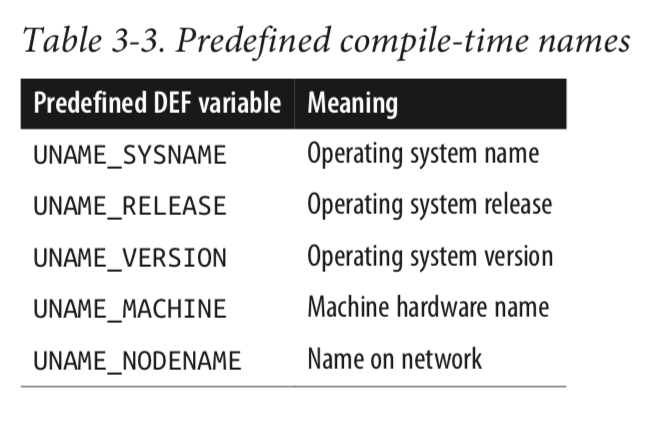 Table 3-3. Predefined compile-time names
Predefined DEF variable Meaning
UNAME_SYSNAME Operating system name
UNAME_RELEASE Operating system release
UNAME_VERSION Operating system version
UNAME_MACHINE Machine hardware name
UNAME_NODENAME Name on network